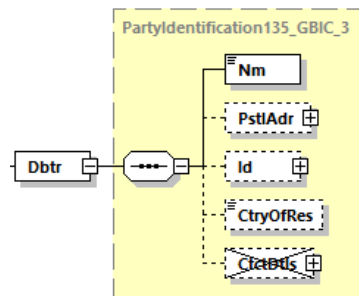 PartyIdentification135_GBIC_3
Nm
PstlAdr
Dbtr
Id
CtryOfRes
CtctDtls